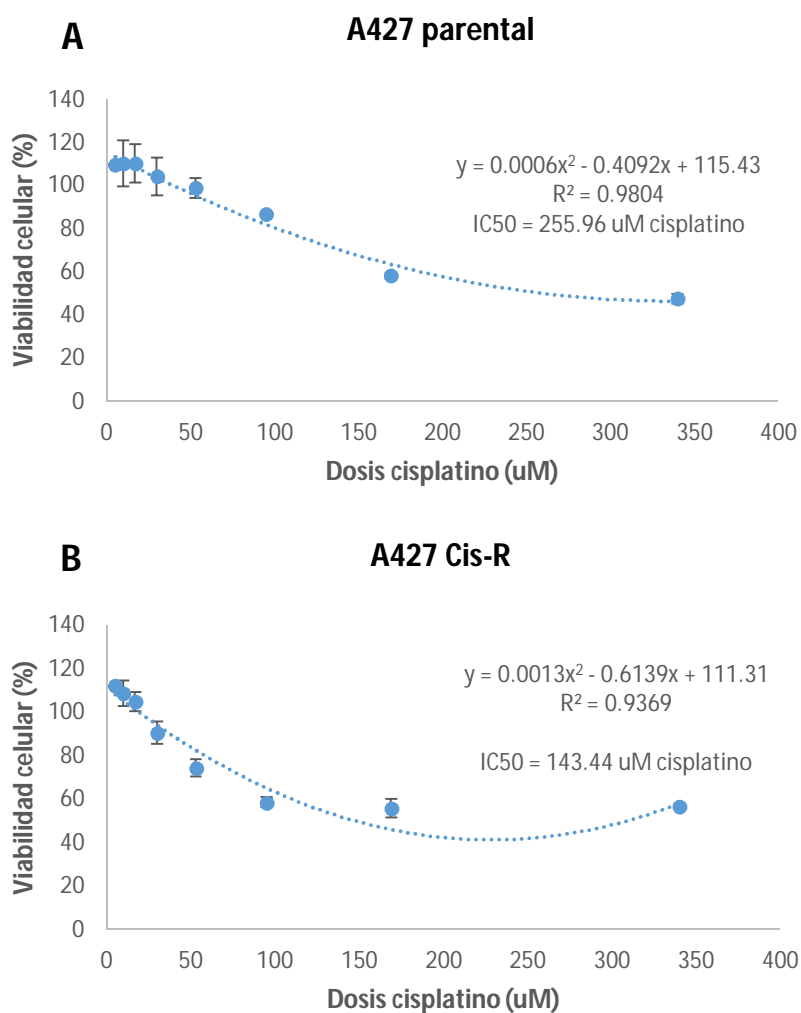 A
A427 parental
140
120
100
80
60
40
20
0
Viabilidad celular (%)
y = 0.0006x² - 0.4092x + 115.43
R² = 0.9804
IC50 = 255.96 uM cisplatino
0 50 100 150 200 250 300 350 400
Dosis cisplatino (uM)
B
A427 Cis-R
140
120
100
80
60
40
20
0
Viabilidad celular (%)
y = 0.0013x² - 0.6139x + 111.31
R² = 0.9369
IC50 = 143.44 uM cisplatino
0 50 100 150 200 250 300 350 400
Dosis cisplatino (uM)